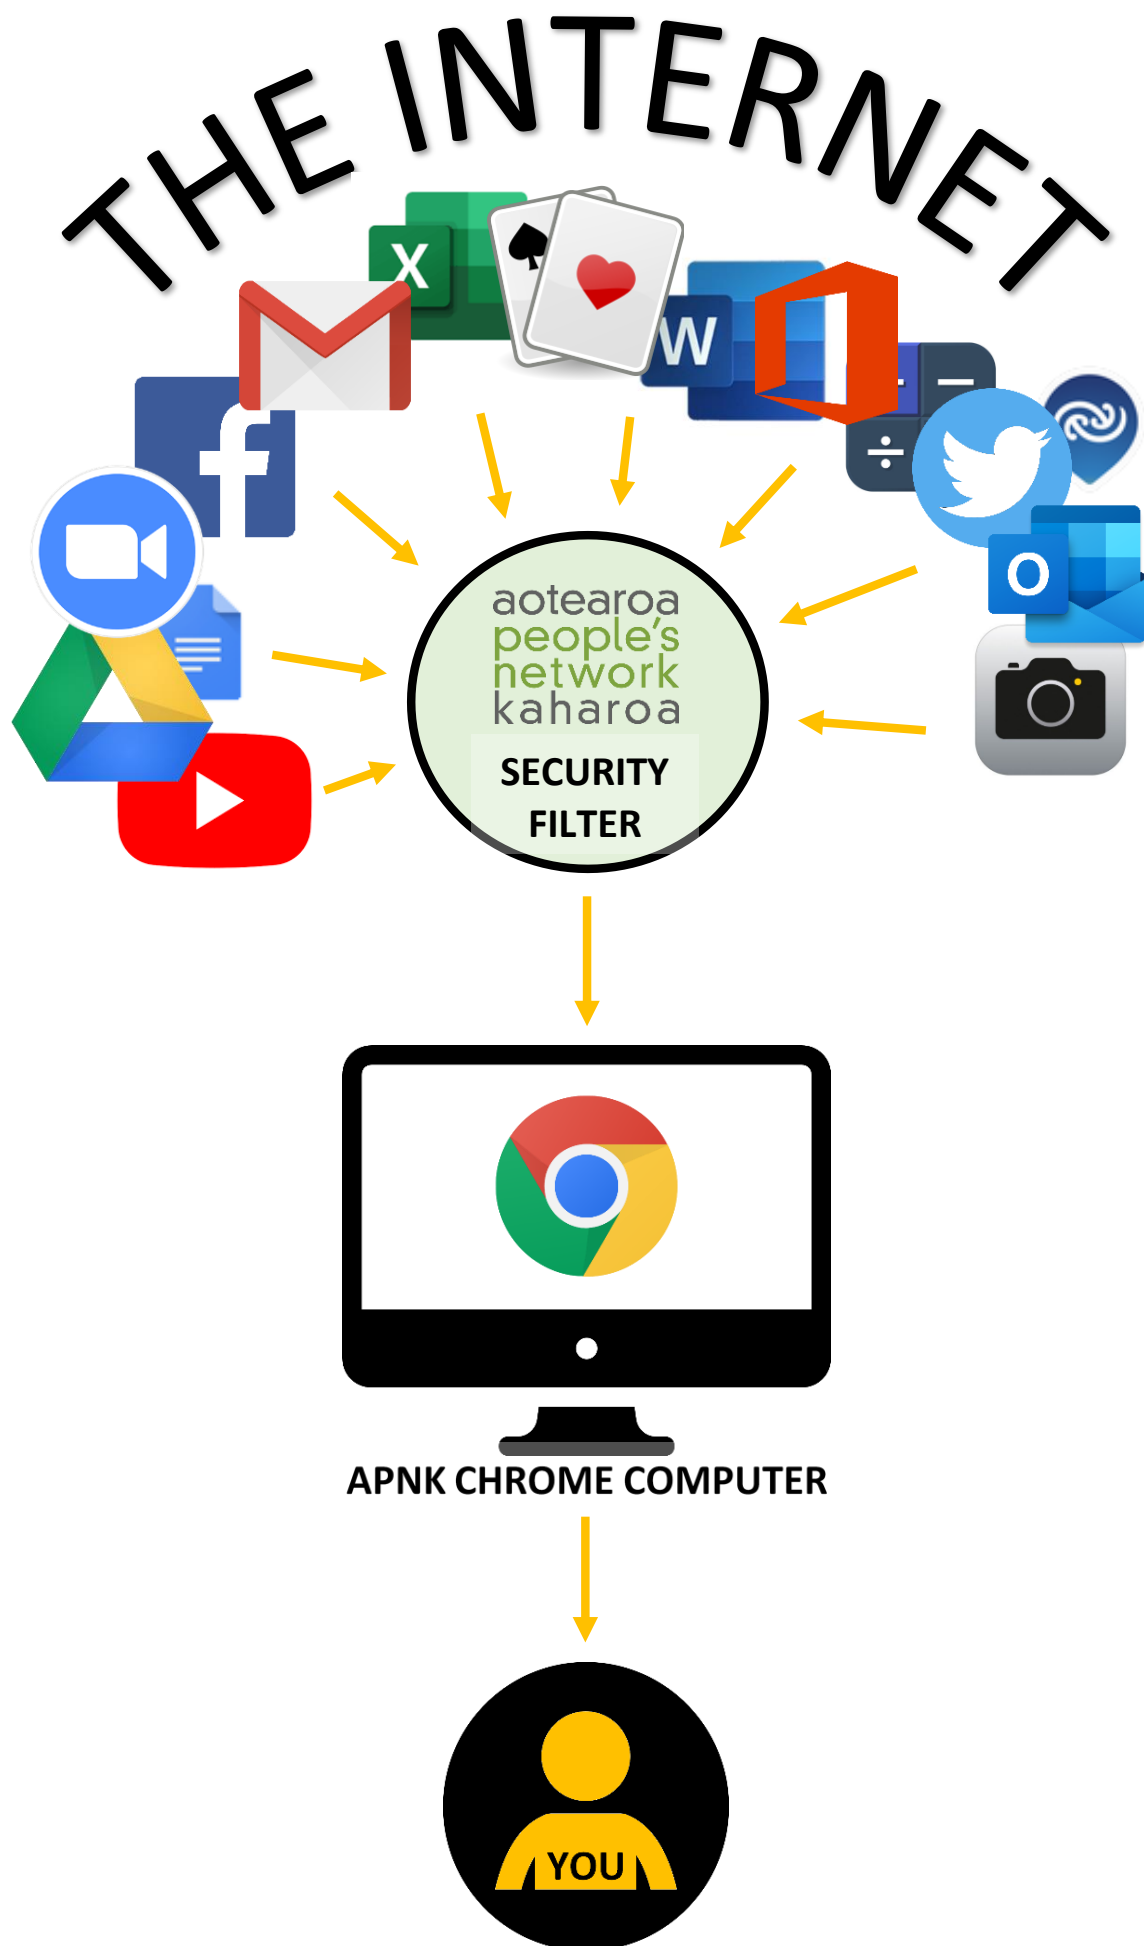 THE INTERNET
X
W
f
O
aotearoa
people's
network
kaharoa
SECURITY
FILTER
APNK CHROME COMPUTER
YOU